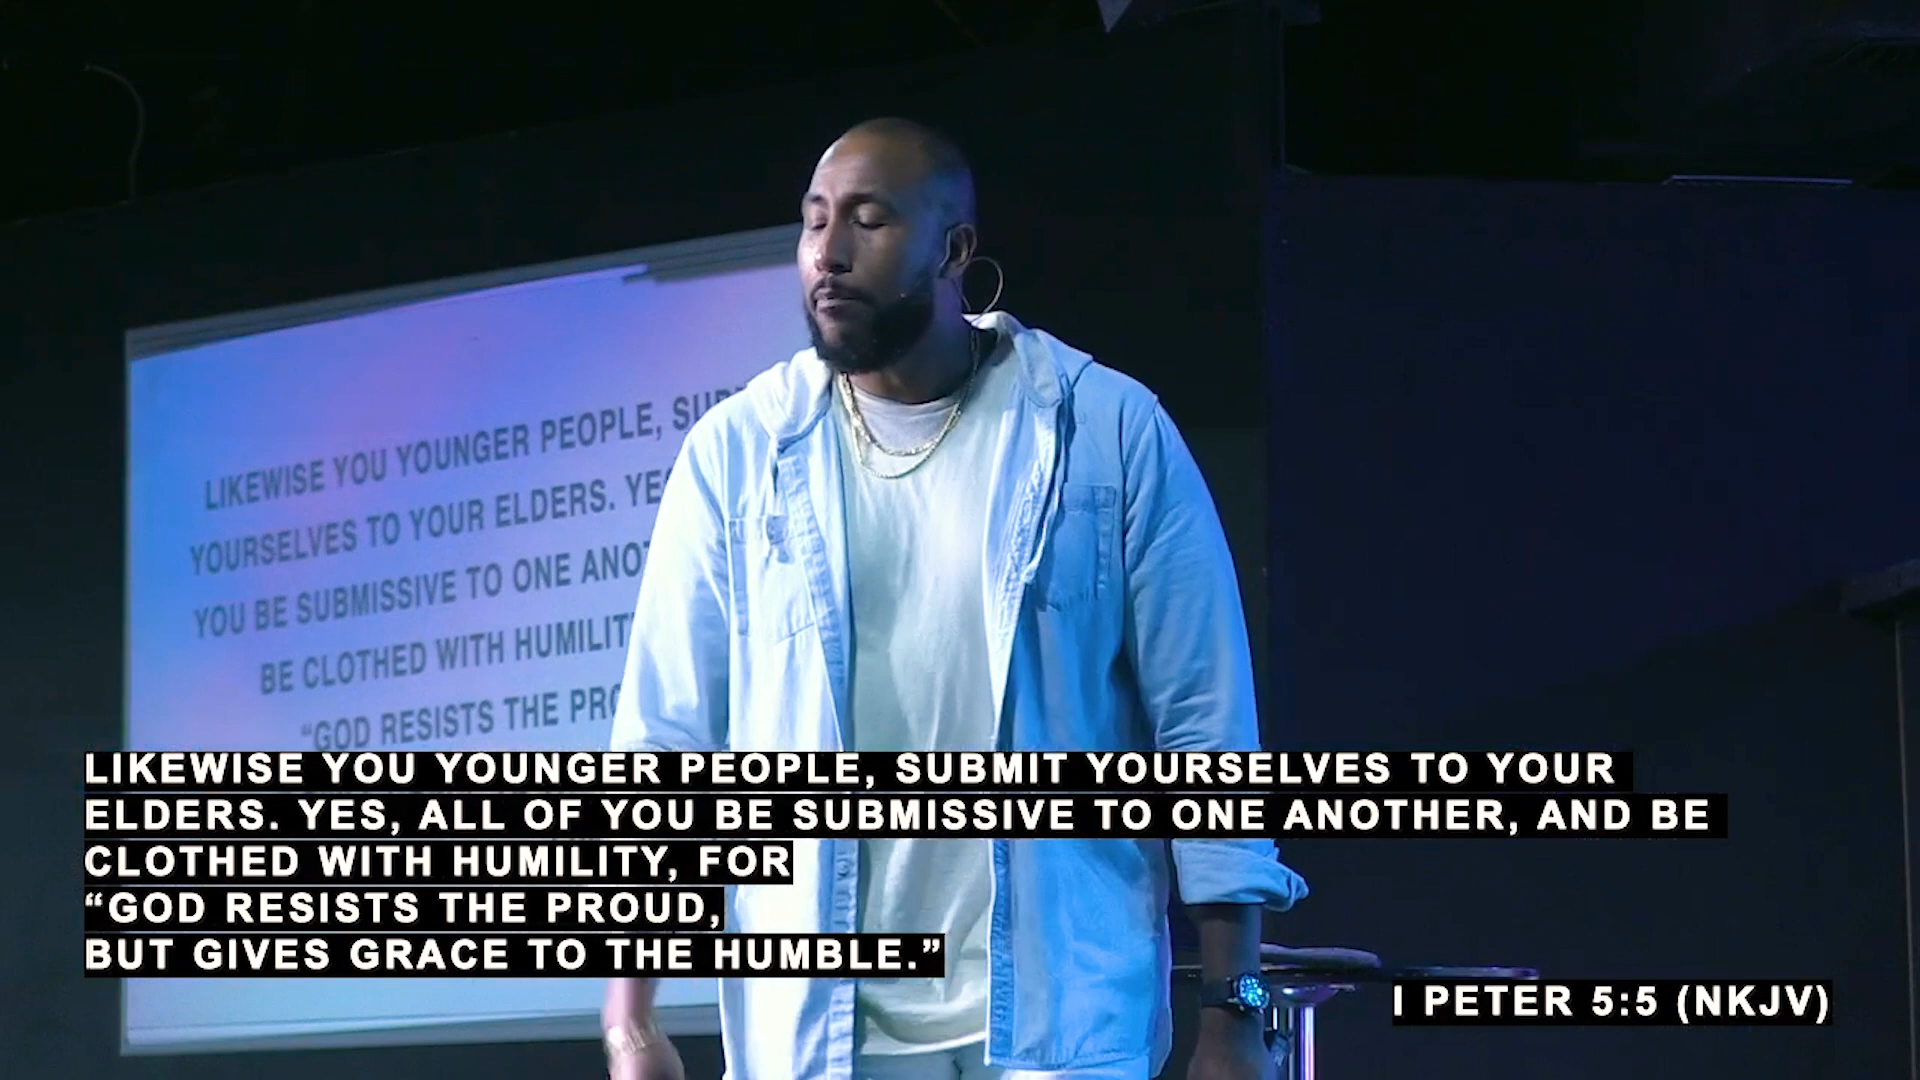 LIKEWISE YOU YOUNGER PEOPLE,
YOURSELVES TO YOUR ELDERS.
YOU BE SUBMISSIVE TO ONE
BE CLOTHED WITH
“GOD RESISTS THE
LIKEWISE YOU YOUNGER PEOPLE, SUBMIT YOURSELVES TO YOUR
ELDERS. YES, ALL OF YOU BE SUBMISSIVE TO ONE ANOTHER, AND BE
CLOTHED WITH HUMILITY, FOR
“GOD RESISTS THE PROUD,
BUT GIVES GRACE TO THE HUMBLE.”
I PETER 5:5 (NKJV)